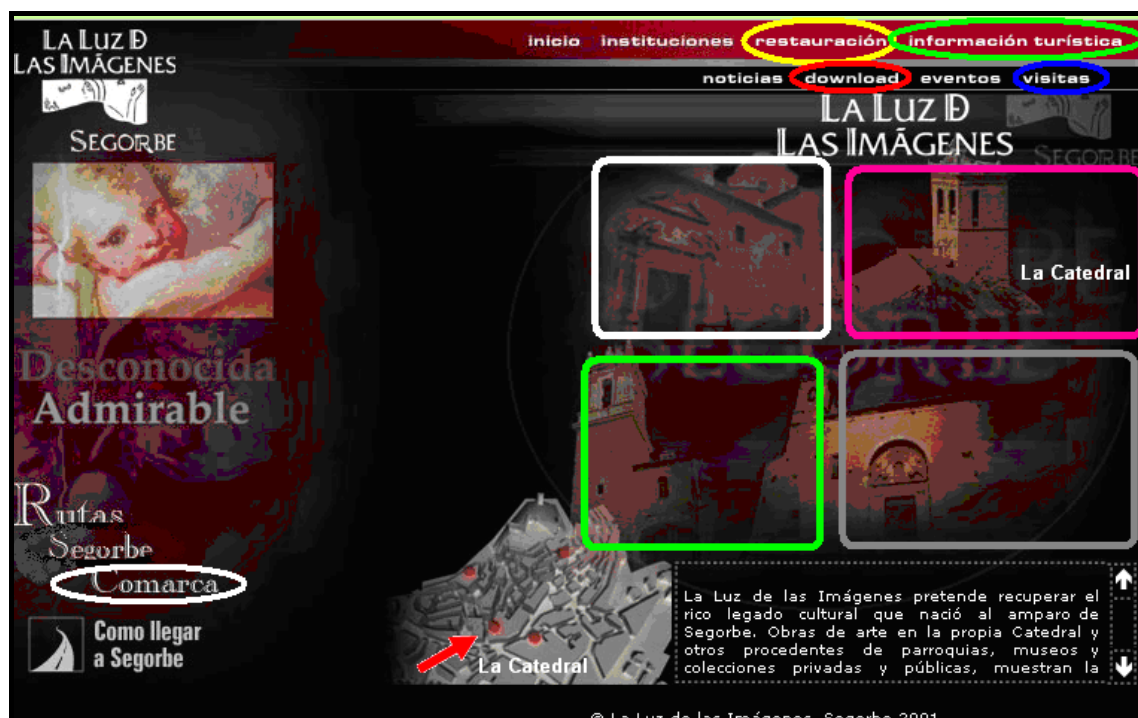 LA LUZ D
LAS IMÁGENES
SEGORBE
inicio instituciones restauración información turística
noticias download eventos visitas
LA LUZ D
LAS IMÁGENES
SEGORBE
La Catedral
Desconocida
Admirable
Rutas
Segorbe
Comarca
Como llegar
a Segorbe
La Catedral
La Luz de las Imágenes pretende recuperar el
rico legado cultural que nació al amparo de
Segorbe. Obras de arte en la propia Catedral y
otros procedentes de parroquias, museos y
colecciones privadas y públicas, muestran la
© La Luz de las Imágenes. Segorbe 2001